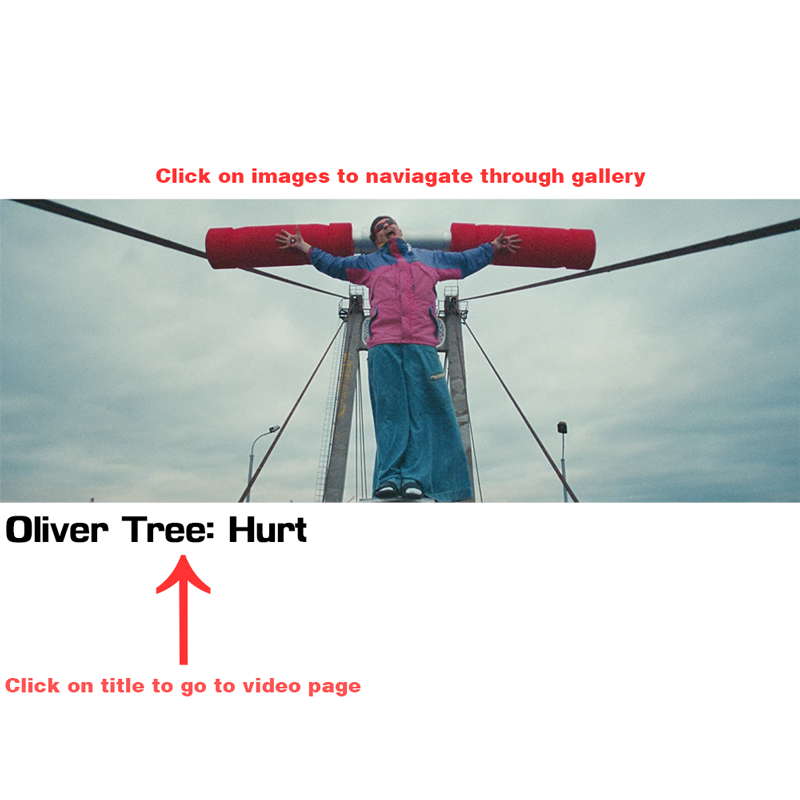 Click on images to naviagate through gallery
Oliver Tree: Hurt
Click on title to go to video page